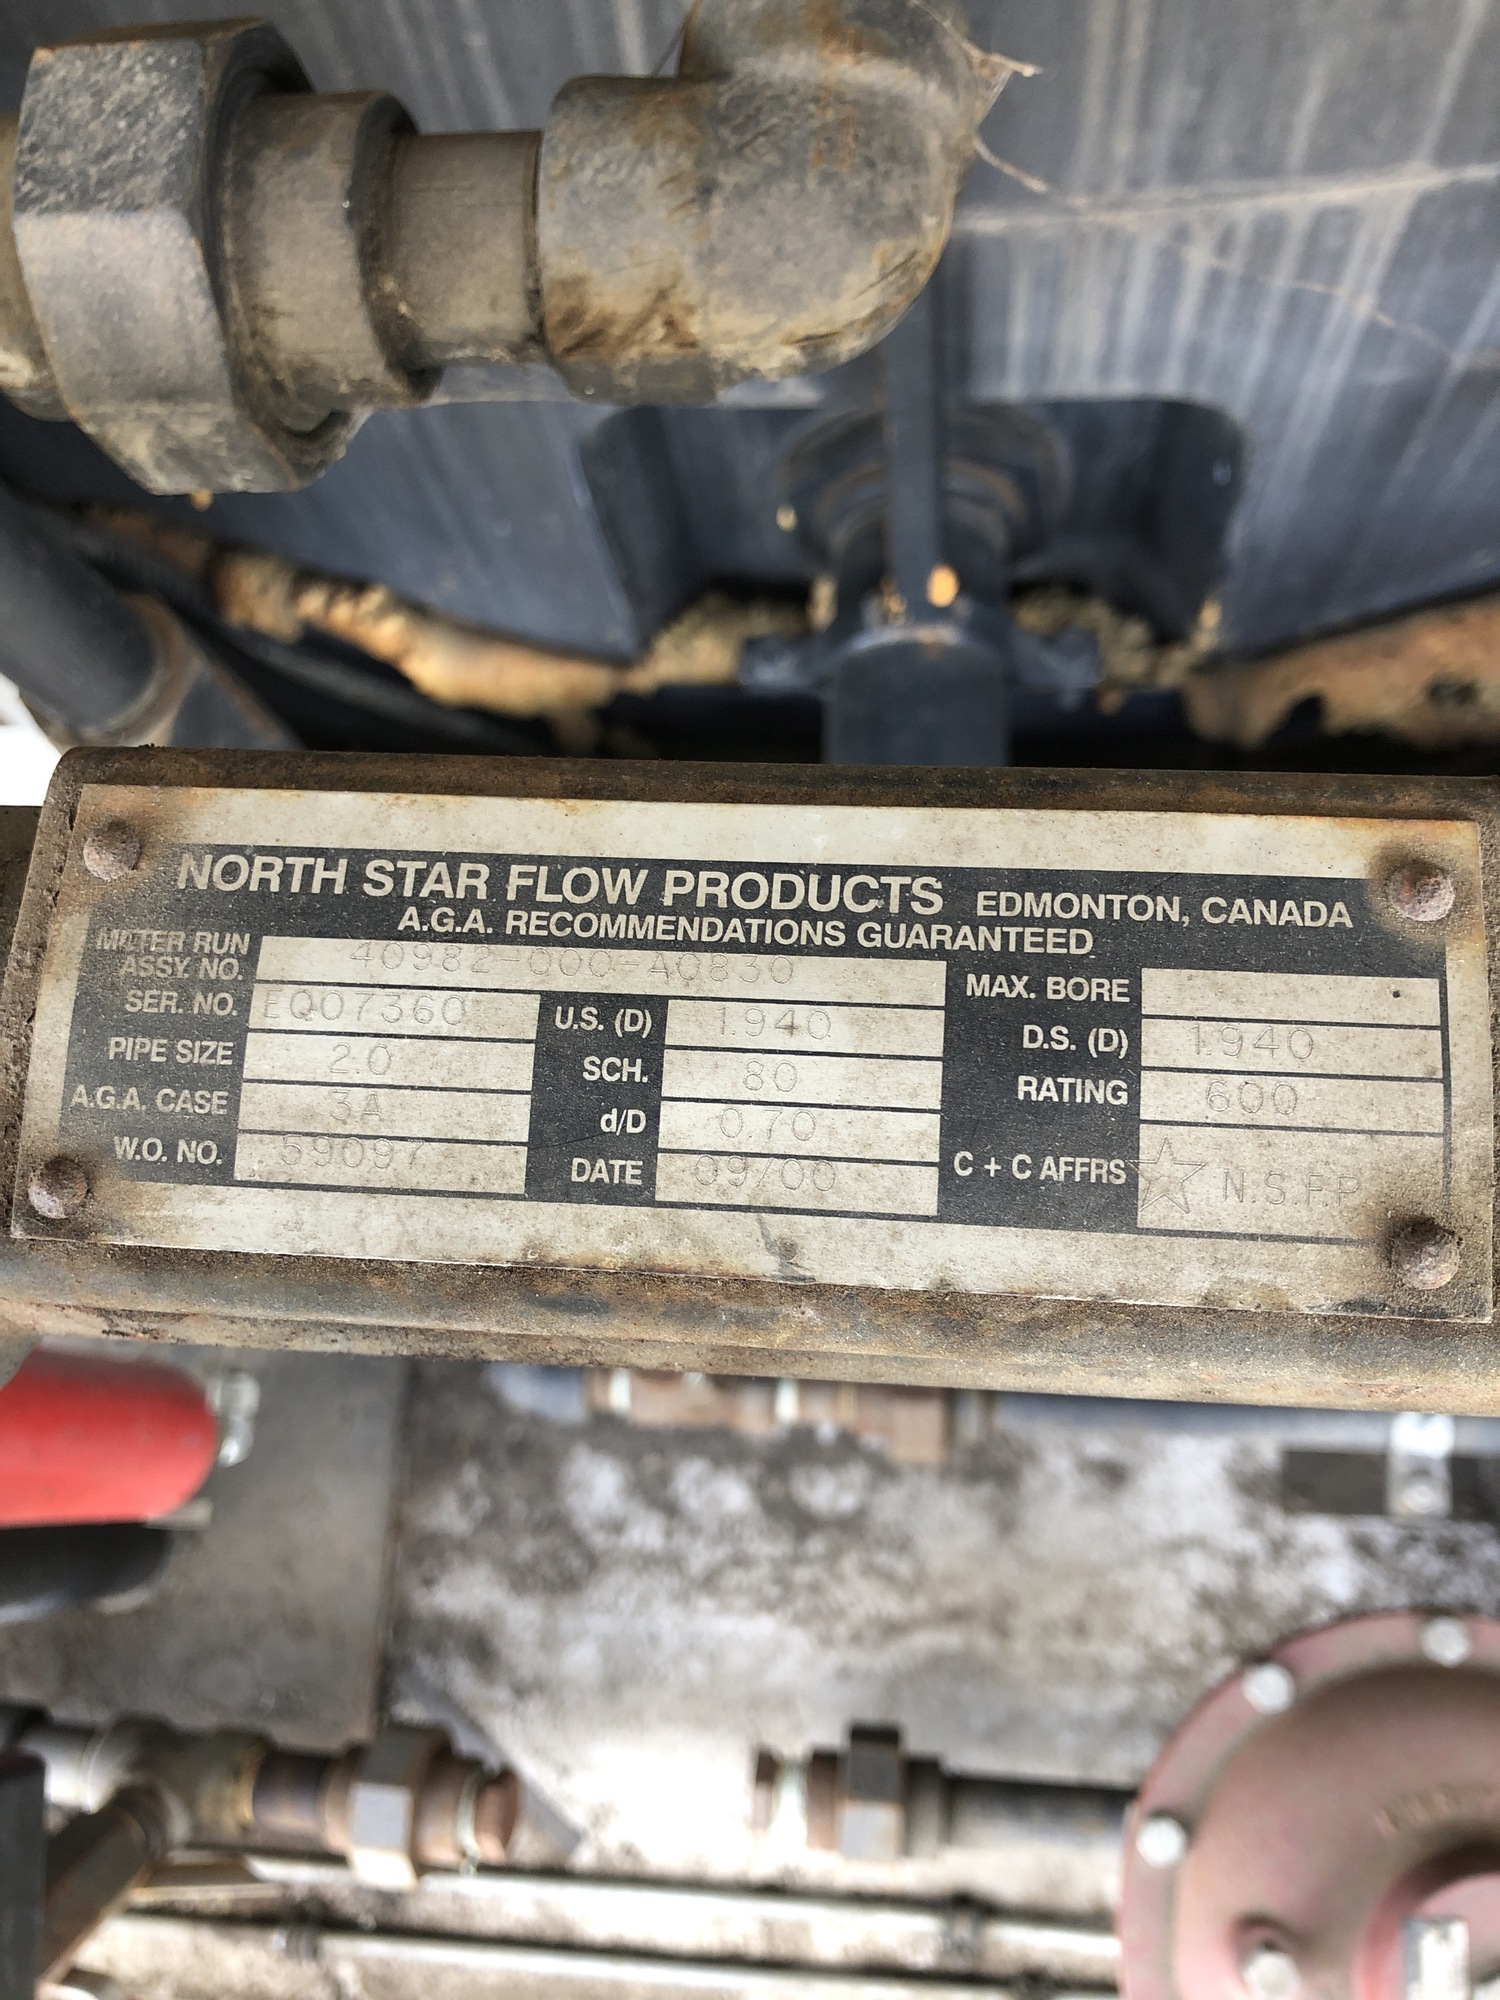 NORTH STAR FLOW PRODUCTS EDMONTON, CANADA
A.G.A. RECOMMENDATIONS GUARANTEED
METER RUN ASSY. NO. 40982-000-A0830 MAX. BORE
SER. NO. EQ07360 U.S. (D) 1.940 D.S. (D) 1.940
PIPE SIZE 2.0 SCH. 80 RATING 600
A.G.A. CASE 3A d/D 0.70
W.O. NO. 59097 DATE 09/00 C + C AFFRS N.S.F.P